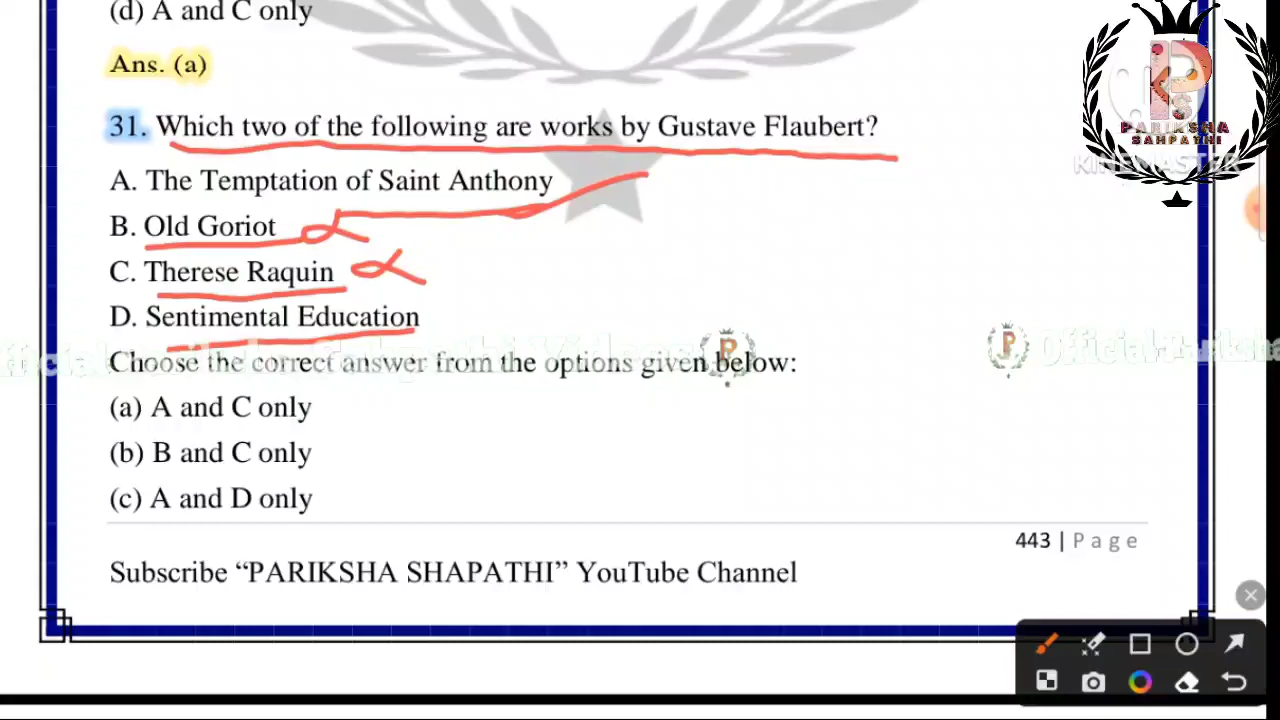 (d) A and C only
Ans. (a)
31. Which two of the following are works by Gustave Flaubert?
A. The Temptation of Saint Anthony
B. Old Goriot
C. Therese Raquin
D. Sentimental Education
Choose the correct answer from the options given below:
(a) A and C only
(b) B and C only
(c) A and D only
443 | Page
Subscribe “PARIKSHA SHAPATHI” YouTube Channel
PARIKSHA
SAHPATHI
KINEMASTER